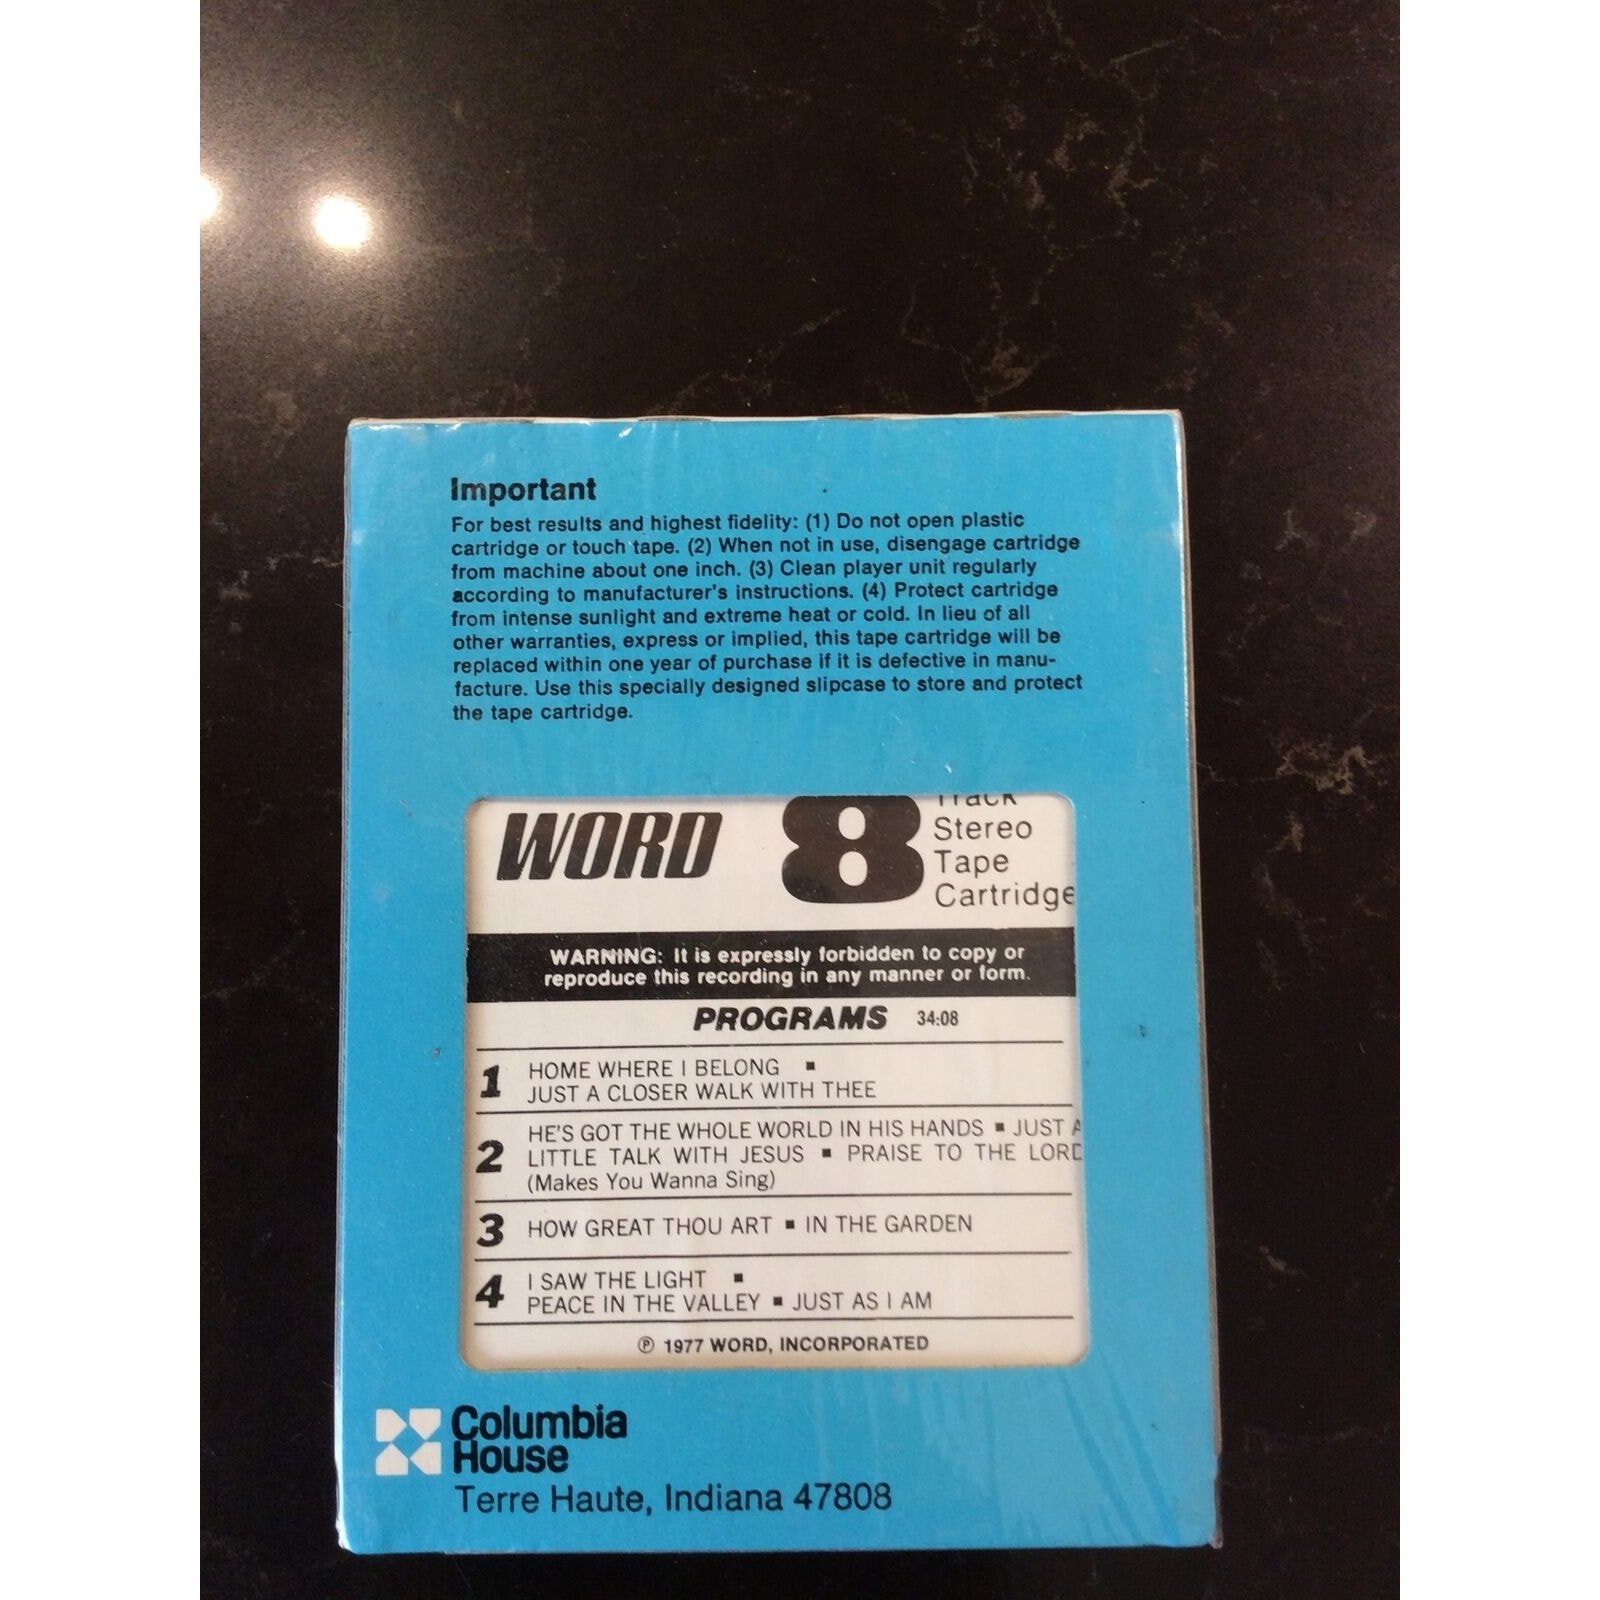 Important
For best results and highest fidelity: (1) Do not open plastic
cartridge or touch tape. (2) When not in use, disengage cartridge
from machine about one inch. (3) Clean player unit regularly
according to manufacturer's instructions. (4) Protect cartridge
from intense sunlight and extreme heat or cold. In lieu of all
other warranties, express or implied, this tape cartridge will be
replaced within one year of purchase if it is defective in manu-
facture. Use this specially designed slipcase to store and protect
the tape cartridge.
WORD 8 Track
Stereo
Tape
Cartridge
WARNING: It is expressly forbidden to copy or
reproduce this recording in any manner or form.
PROGRAMS 34:08
1 HOME WHERE I BELONG ▪
JUST A CLOSER WALK WITH THEE
2 HE'S GOT THE WHOLE WORLD IN HIS HANDS ▪ JUST A
LITTLE TALK WITH JESUS ▪ PRAISE TO THE LORD
(Makes You Wanna Sing)
3 HOW GREAT THOU ART ▪ IN THE GARDEN
4 I SAW THE LIGHT ▪
PEACE IN THE VALLEY ▪ JUST AS I AM
℗ 1977 WORD, INCORPORATED
Columbia
House
Terre Haute, Indiana 47808